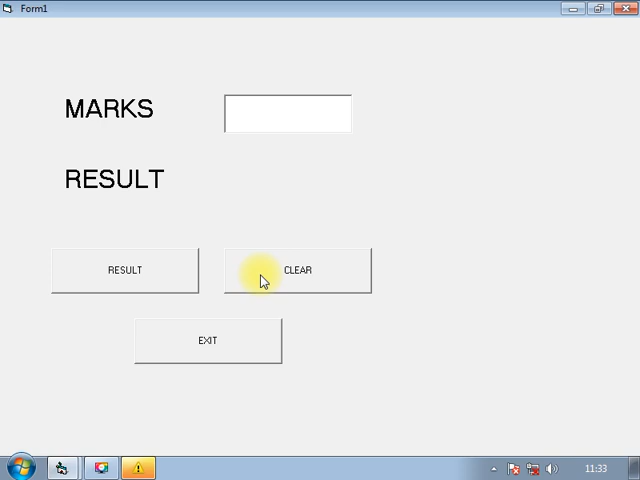 Form1
MARKS
RESULT
RESULT
CLEAR
EXIT
11:33